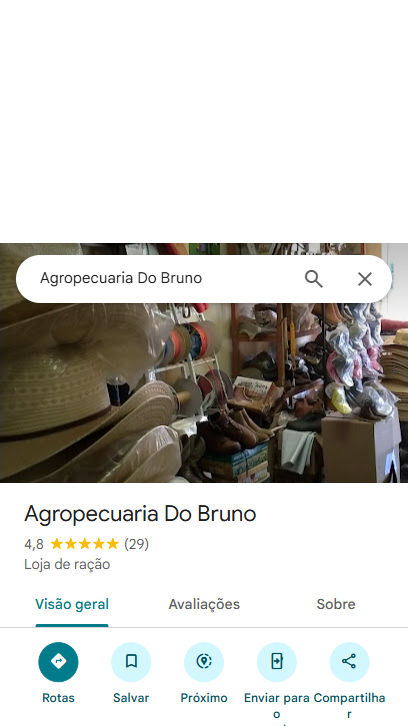 Agropecuaria Do Bruno
Agropecuaria Do Bruno
4,8 (29)
Loja de ração
Visão geral Avaliações Sobre
Rotas Salvar Próximo Enviar para o Compartilhar